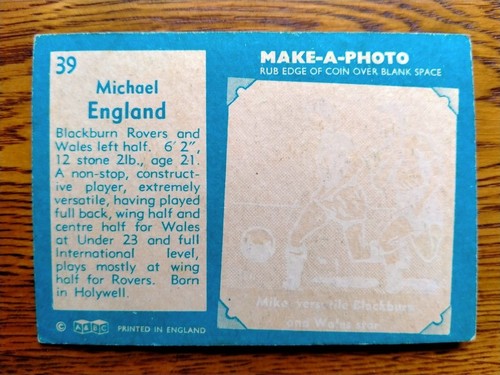 39
Michael
England
Blackburn Rovers and
Wales left half. 6' 2",
12 stone 2lb., age 21.
A non-stop, construct-
ive player, extremely
versatile, having played
full back, wing half and
centre half for Wales
at Under 23 and full
International level,
plays mostly at wing
half for Rovers. Born
in Holywell.
© A&BC PRINTED IN ENGLAND
MAKE-A-PHOTO
RUB EDGE OF COIN OVER BLANK SPACE
Mike, versatile Blackburn
and Wales star